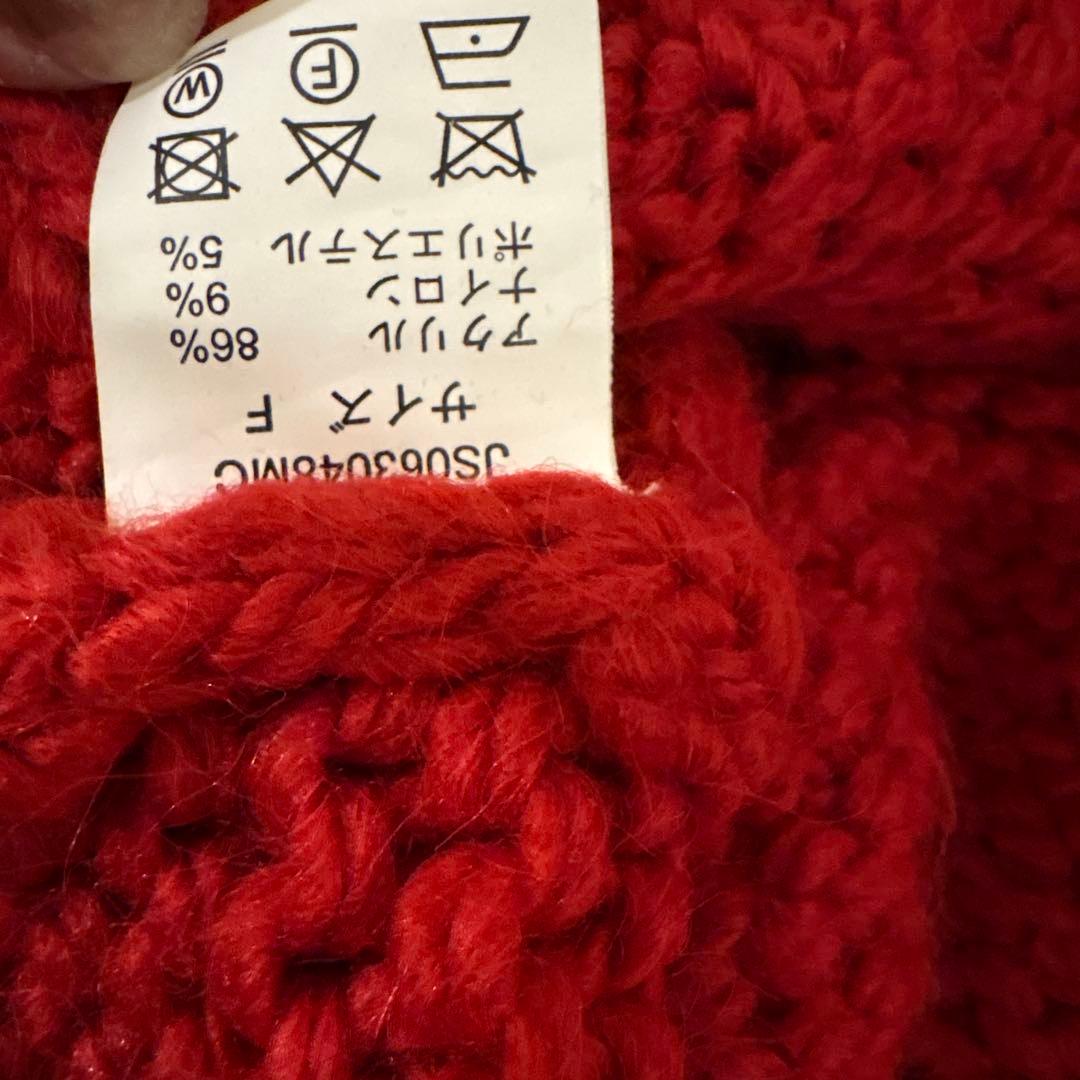 JS063048MC
サイズ F
アクリル 86%
ナイロン 9%
ポリエステル 5%
F
W